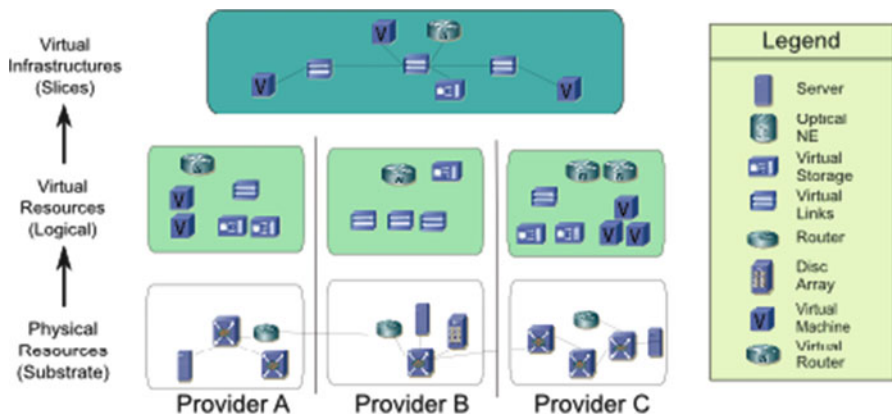 Virtual
Infrastructures
(Slices)
Virtual
Resources
(Logical)
Physical
Resources
(Substrate)
Provider A
Provider B
Provider C
Legend
Server
Optical
NE
Virtual
Storage
Virtual
Links
Router
Disc
Array
Virtual
Machine
Virtual
Router
V
V
V
V
V
V
V
V
V